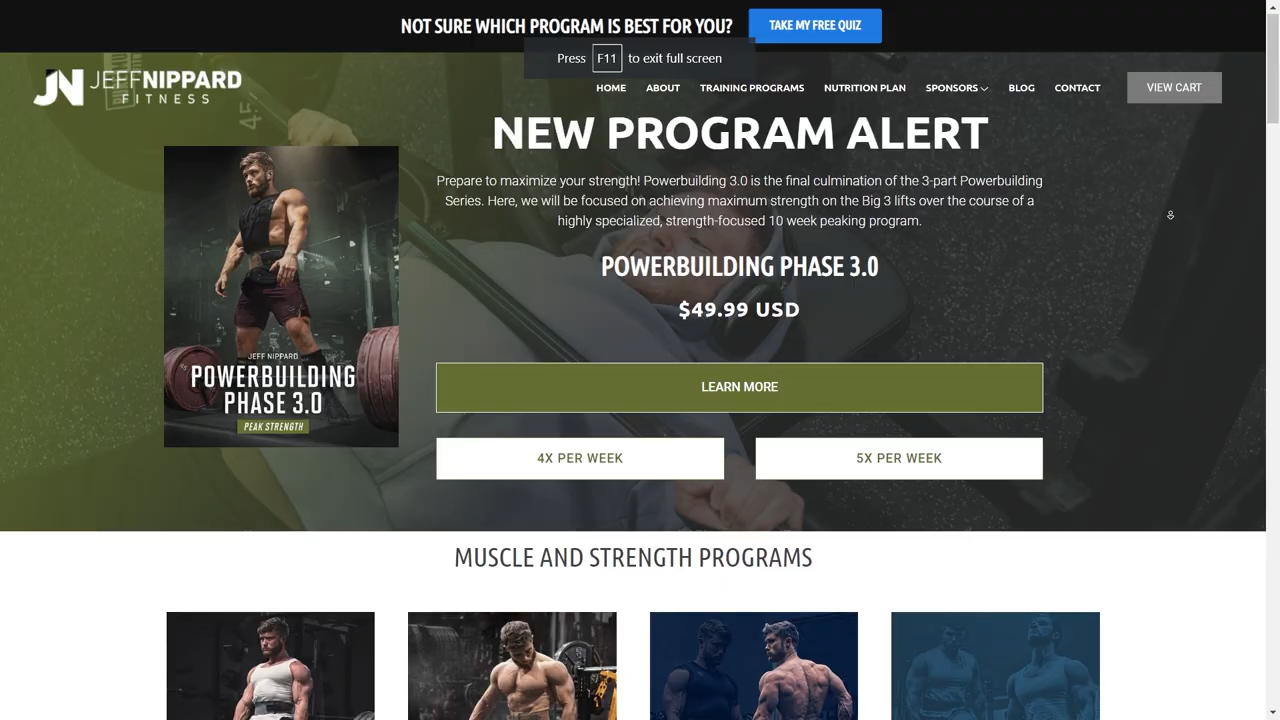 NOT SURE WHICH PROGRAM IS BEST FOR YOU? TAKE MY FREE QUIZ
Press F11 to exit full screen
JN JEFFNIPPARD
FITNESS
HOME ABOUT TRAINING PROGRAMS NUTRITION PLAN SPONSORS BLOG CONTACT VIEW CART
NEW PROGRAM ALERT
Prepare to maximize your strength! Powerbuilding 3.0 is the final culmination of the 3-part Powerbuilding
Series. Here, we will be focused on achieving maximum strength on the Big 3 lifts over the course of a
highly specialized, strength-focused 10 week peaking program.
POWERBUILDING PHASE 3.0
$49.99 USD
JEFF NIPPARD
POWERBUILDING
PHASE 3.0
PEAK STRENGTH
LEARN MORE
4X PER WEEK 5X PER WEEK
MUSCLE AND STRENGTH PROGRAMS